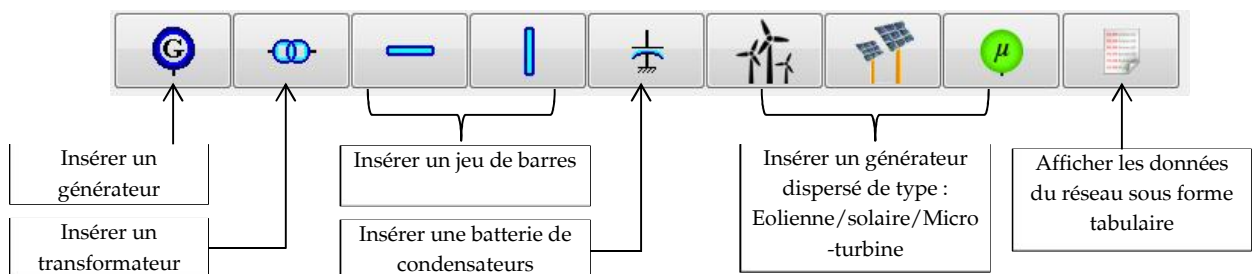 G
μ
Insérer un
générateur
Insérer un
transformateur
Insérer un jeu de barres
Insérer une batterie de
condensateurs
Insérer un générateur
dispersé de type :
Eolienne/solaire/Micro
-turbine
Afficher les données
du réseau sous forme
tabulaire